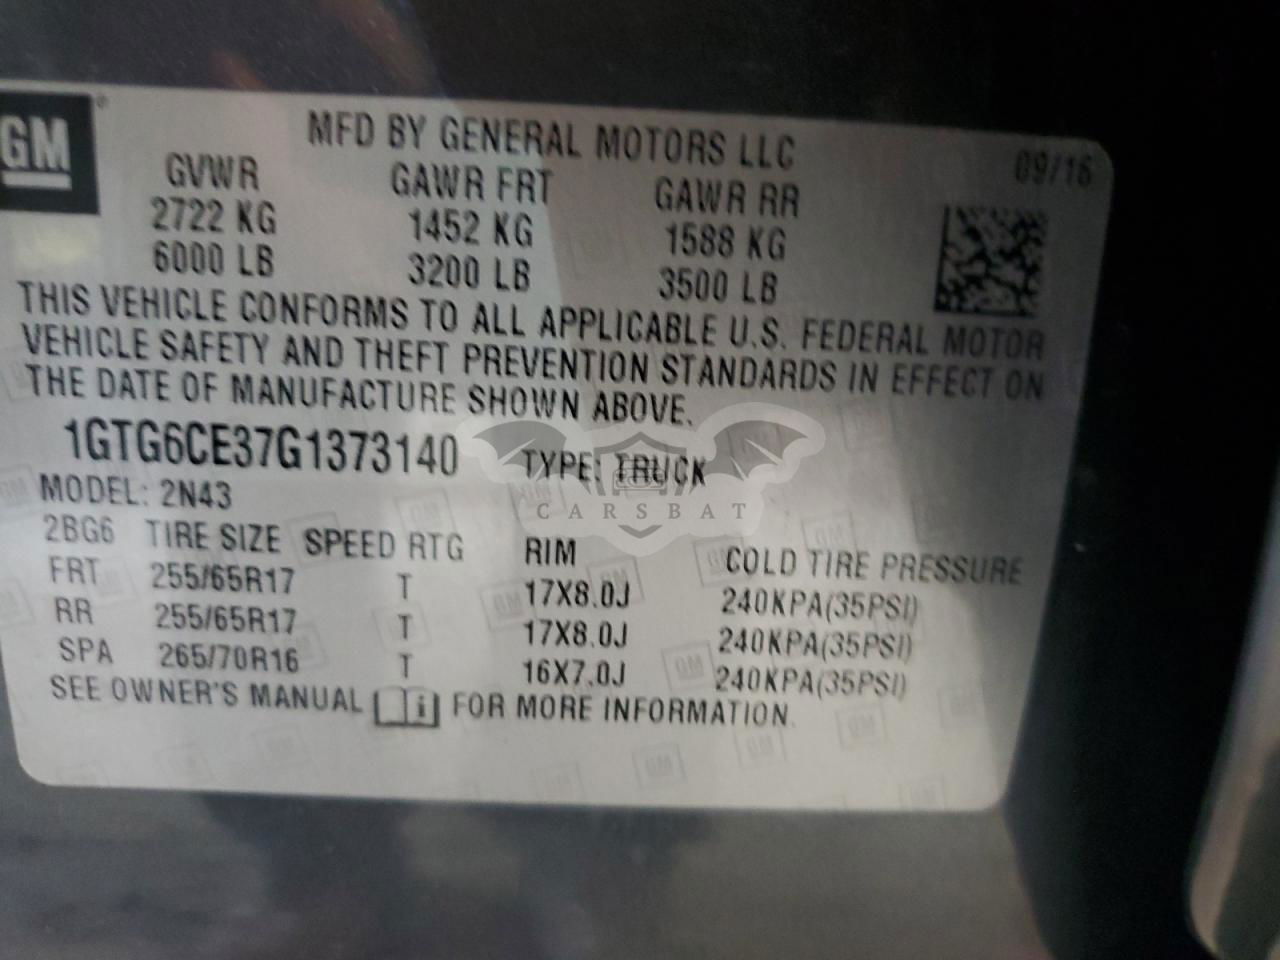 GM
MFD BY GENERAL MOTORS LLC
09/16
GVWR GAWR FRT GAWR RR
2722 KG 1452 KG 1588 KG
6000 LB 3200 LB 3500 LB
THIS VEHICLE CONFORMS TO ALL APPLICABLE U.S. FEDERAL MOTOR
VEHICLE SAFETY AND THEFT PREVENTION STANDARDS IN EFFECT ON
THE DATE OF MANUFACTURE SHOWN ABOVE.
1GTG6CE37G1373140 TYPE: TRUCK
CARSBAT
MODEL: 2N43
2BG6 TIRE SIZE SPEED RTG RIM COLD TIRE PRESSURE
FRT 255/65R17 T 17X8.0J 240KPA(35PSI)
RR 255/65R17 T 17X8.0J 240KPA(35PSI)
SPA 265/70R16 T 16X7.0J 240KPA(35PSI)
SEE OWNER'S MANUAL i FOR MORE INFORMATION.